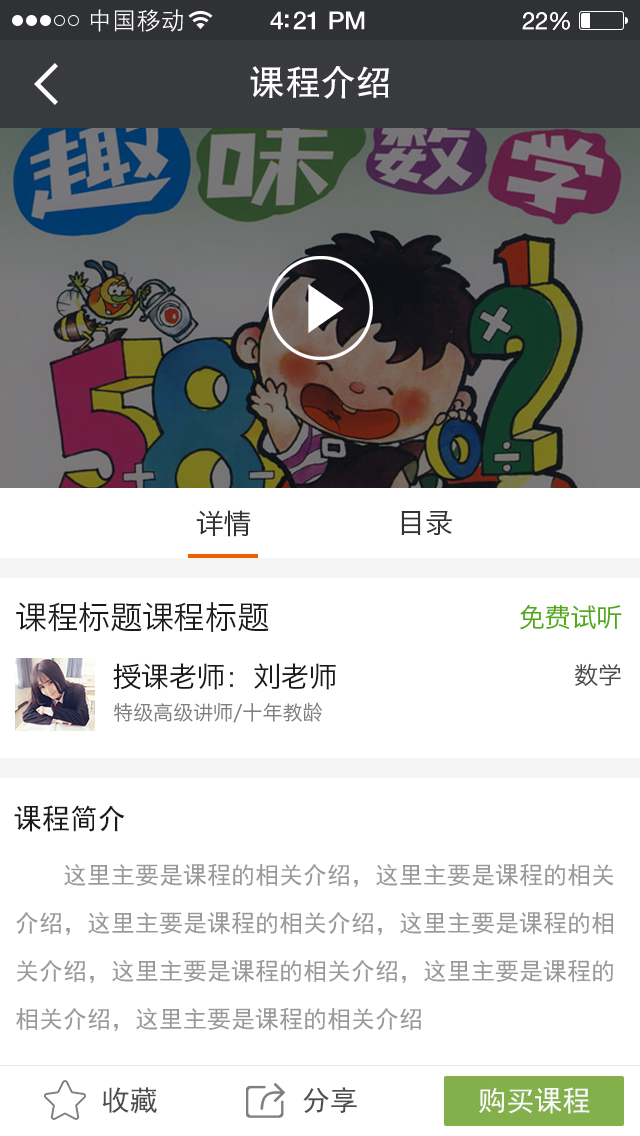 中国移动 4:21 PM 22%
课程介绍
趣味数学
1
×
5 8 2
0
+ − ÷
详情 目录
课程标题课程标题 免费试听
授课老师：刘老师 数学
特级高级讲师/十年教龄
课程简介
这里主要是课程的相关介绍，这里主要是课程的相关
介绍，这里主要是课程的相关介绍，这里主要是课程的相
关介绍，这里主要是课程的相关介绍，这里主要是课程的
相关介绍，这里主要是课程的相关介绍
收藏 分享 购买课程